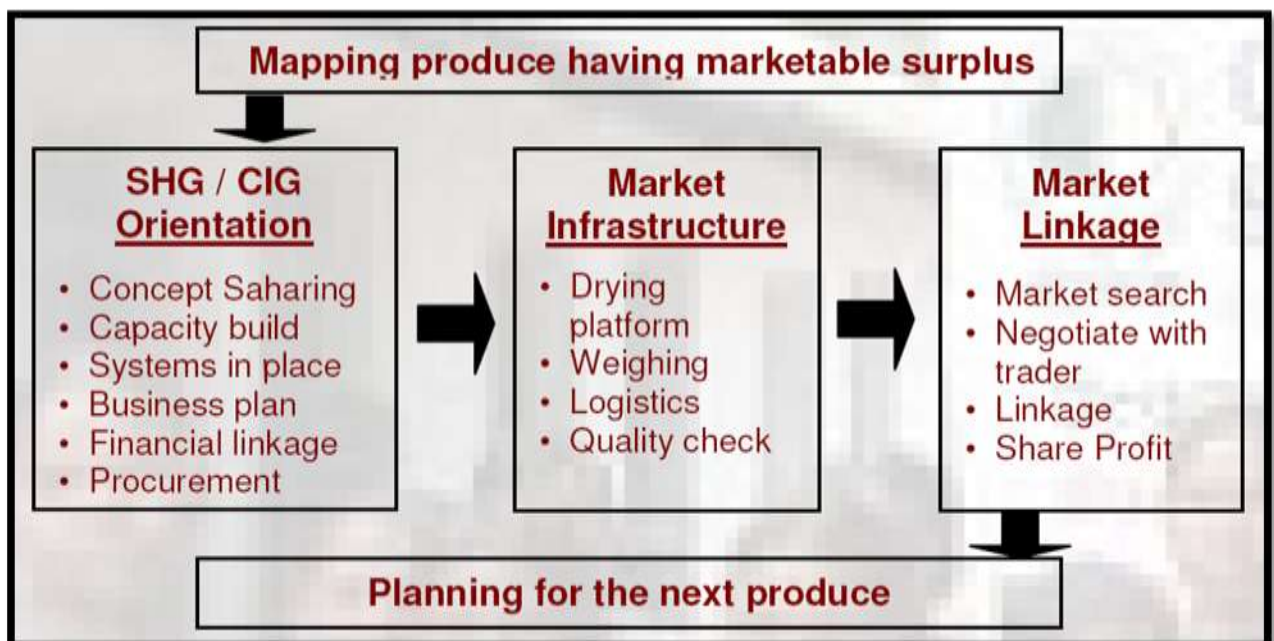 Mapping produce having marketable surplus
SHG / CIG
Orientation
• Concept Saharing
• Capacity build
• Systems in place
• Business plan
• Financial linkage
• Procurement
Market
Infrastructure
• Drying
platform
• Weighing
• Logistics
• Quality check
Market
Linkage
• Market search
• Negotiate with
trader
• Linkage
• Share Profit
Planning for the next produce